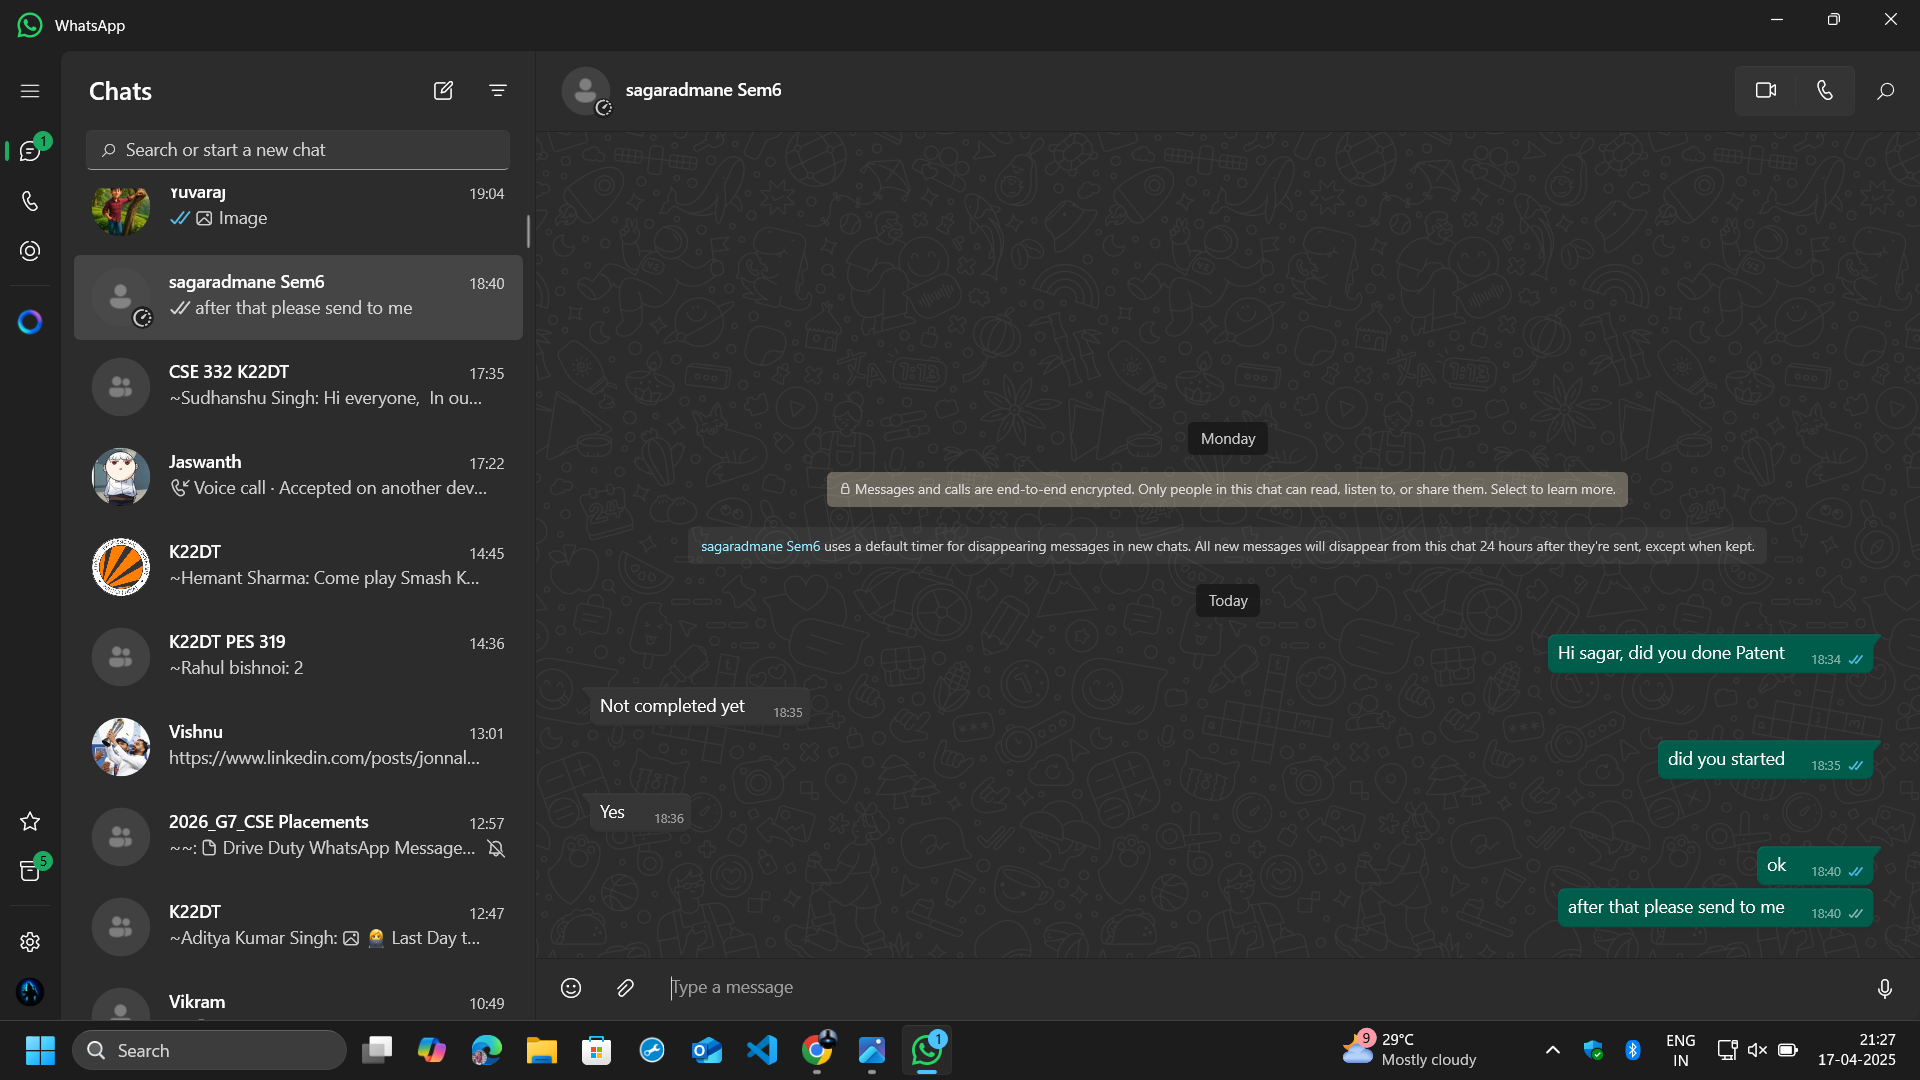 WhatsApp
Chats
1
Search or start a new chat
Yuvaraj
19:04
Image
sagaradmane Sem6
18:40
after that please send to me
CSE 332 K22DT
17:35
~Sudhanshu Singh: Hi everyone, In ou...
Jaswanth
17:22
Voice call · Accepted on another dev...
K22DT
14:45
~Hemant Sharma: Come play Smash K...
K22DT PES 319
14:36
~Rahul bishnoi: 2
Vishnu
13:01
https://www.linkedin.com/posts/jonnal...
2026_G7_CSE Placements
12:57
~~: Drive Duty WhatsApp Message...
5
K22DT
12:47
~Aditya Kumar Singh: Last Day t...
Vikram
10:49
sagaradmane Sem6
Monday
Messages and calls are end-to-end encrypted. Only people in this chat can read, listen to, or share them. Select to learn more.
sagaradmane Sem6 uses a default timer for disappearing messages in new chats. All new messages will disappear from this chat 24 hours after they're sent, except when kept.
Today
Hi sagar, did you done Patent 18:34
Not completed yet 18:35
did you started 18:35
Yes 18:36
ok 18:40
after that please send to me 18:40
Type a message
Search
1
9
29°C
Mostly cloudy
ENG
IN
21:27
17-04-2025